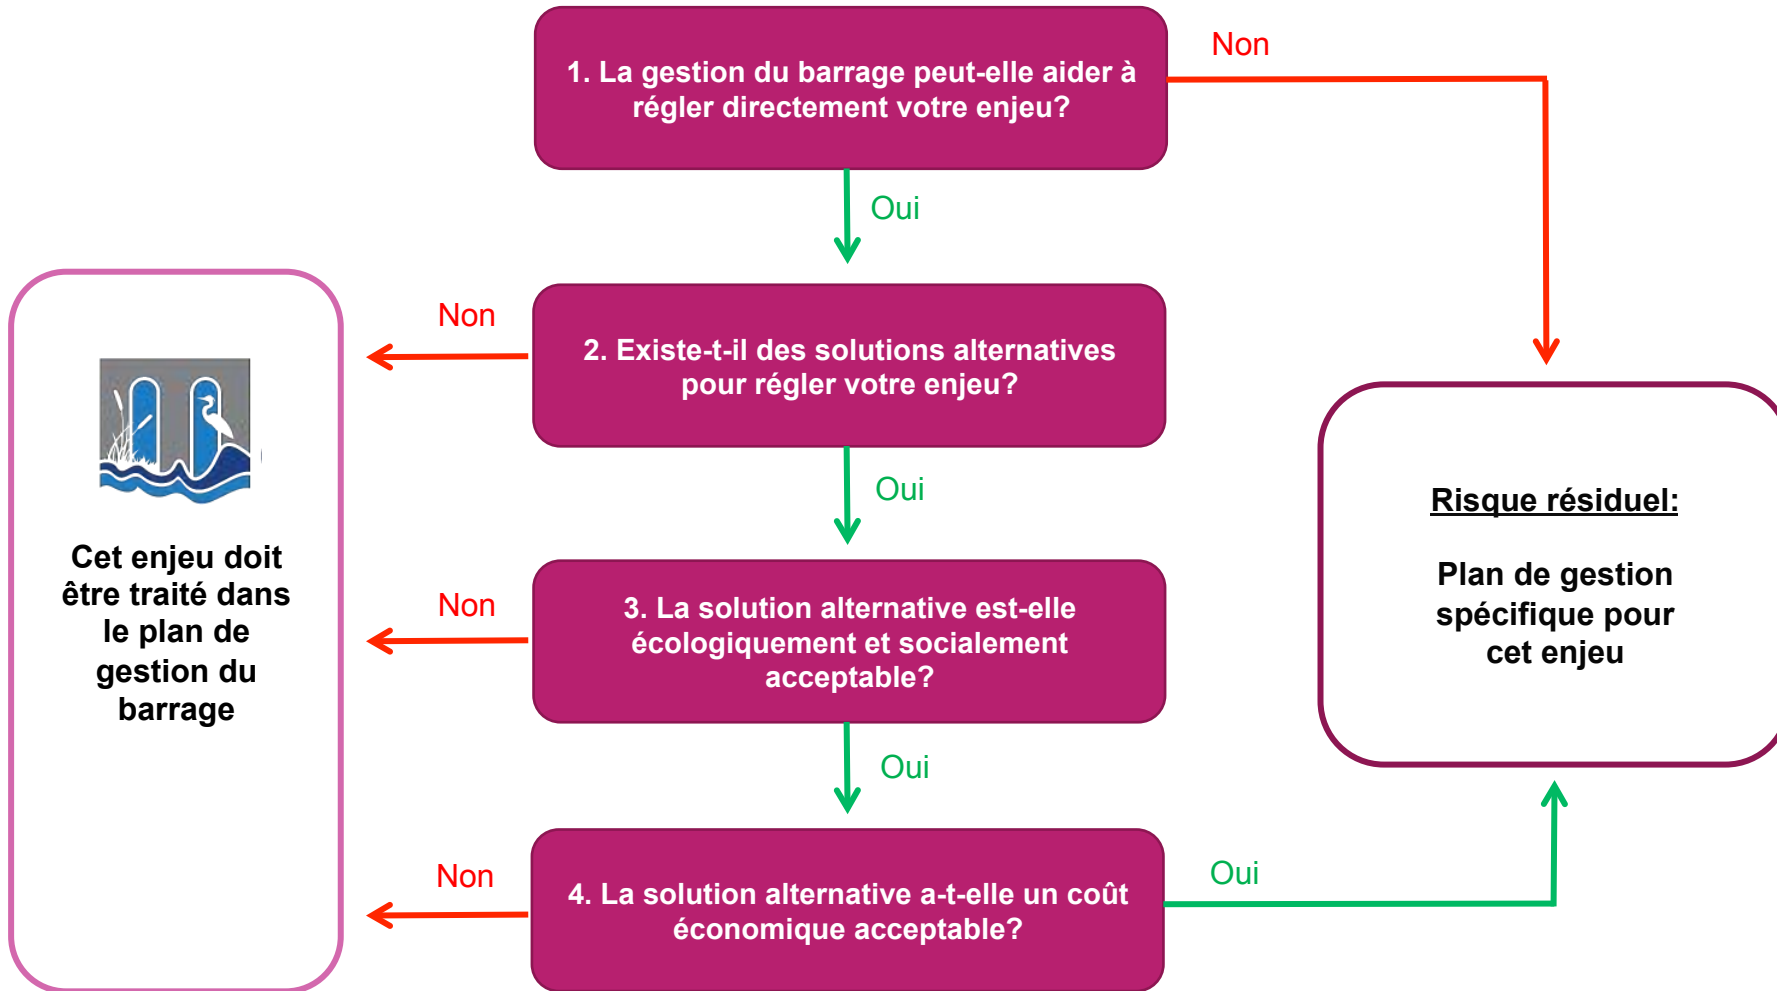 1. La gestion du barrage peut-elle aider à
régler directement votre enjeu?
Non
Oui
2. Existe-t-il des solutions alternatives
pour régler votre enjeu?
Non
Oui
3. La solution alternative est-elle
écologiquement et socialement
acceptable?
Non
Oui
4. La solution alternative a-t-elle un coût
économique acceptable?
Non
Oui
Cet enjeu doit
être traité dans
le plan de
gestion du
barrage
Risque résiduel:
Plan de gestion
spécifique pour
cet enjeu